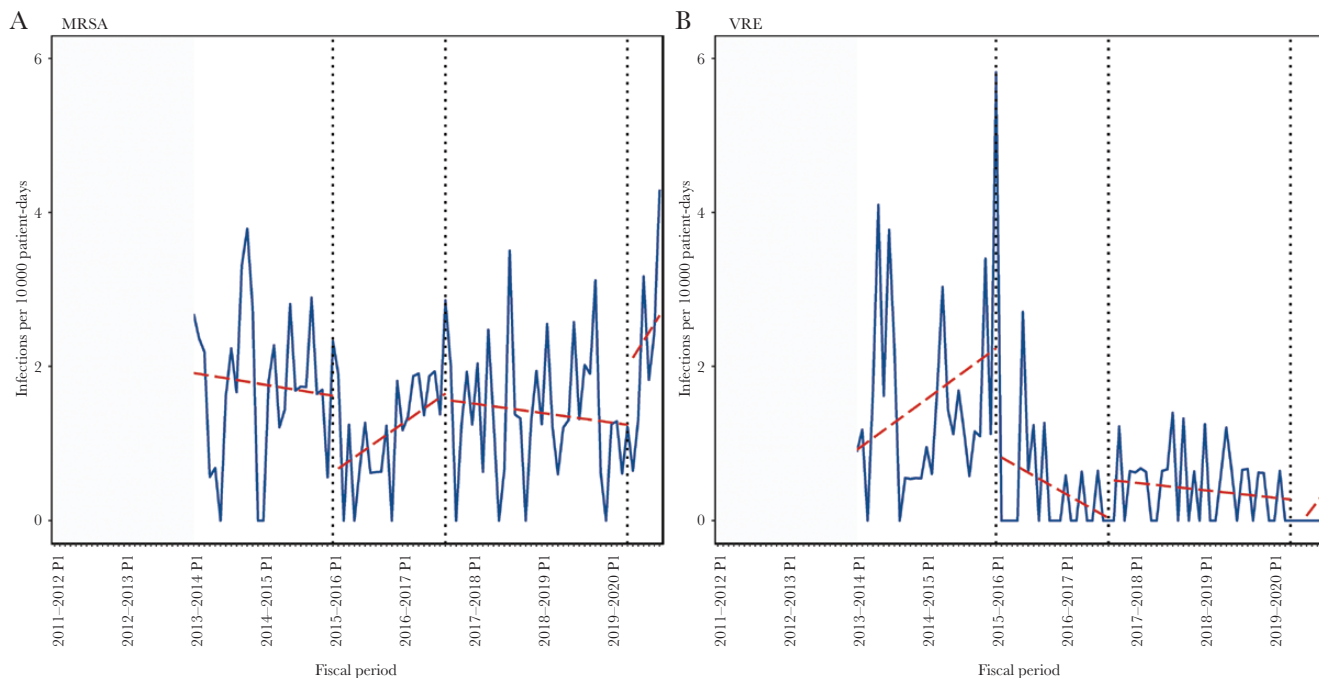 A
MRSA
Infections per 10 000 patient-days
6
4
2
0
2011–2012 P1
2012–2013 P1
2013–2014 P1
2014–2015 P1
2015–2016 P1
2016–2017 P1
2017–2018 P1
2018–2019 P1
2019–2020 P1
Fiscal period
B
VRE
Infections per 10 000 patient-days
6
4
2
0
2011–2012 P1
2012–2013 P1
2013–2014 P1
2014–2015 P1
2015–2016 P1
2016–2017 P1
2017–2018 P1
2018–2019 P1
2019–2020 P1
Fiscal period